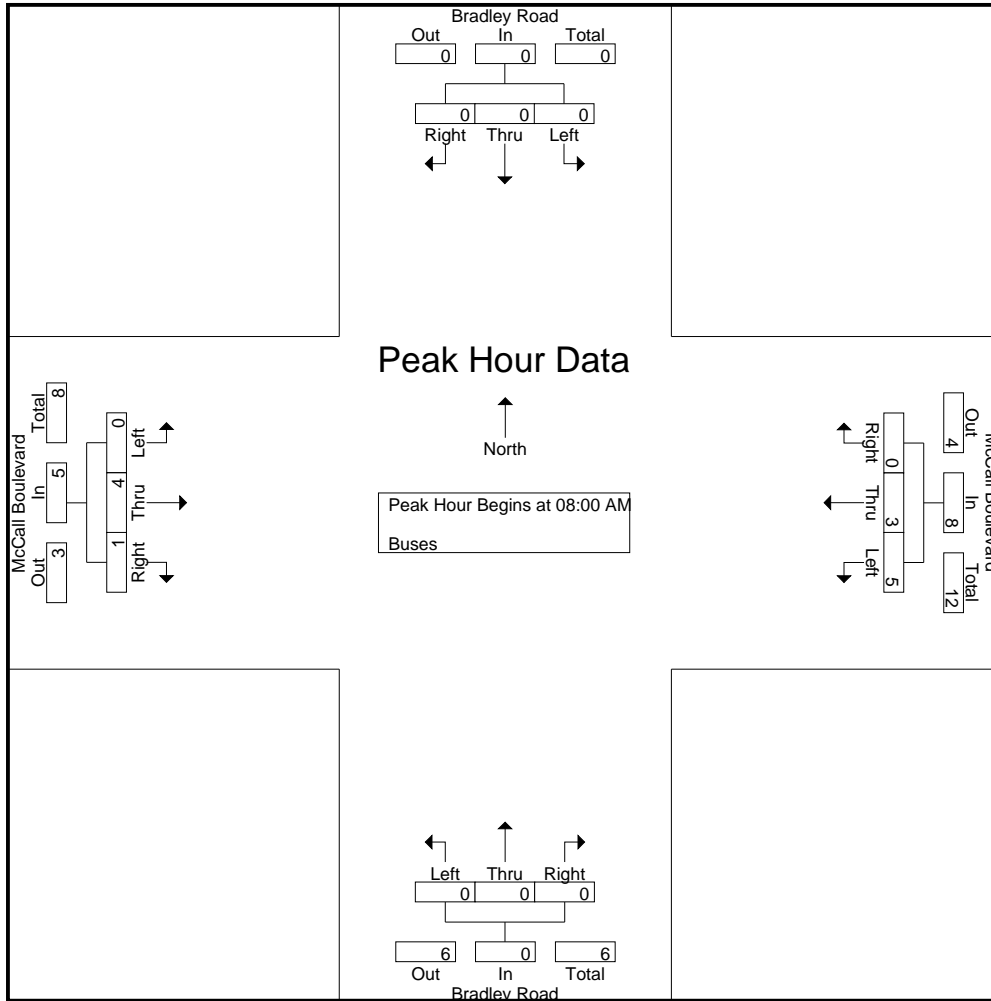 Bradley Road
Out In Total
0 0 0
0 0 0
Right Thru Left
Peak Hour Data
North
Peak Hour Begins at 08:00 AM
Buses
McCall Boulevard
Total In Out
8 5 3
0 4 1
Left Thru Right
Right Thru Left
0 3 5
4 8 12
Out In Total
McCall Boulevard
Left Thru Right
0 0 0
6 0 6
Out In Total
Bradley Road